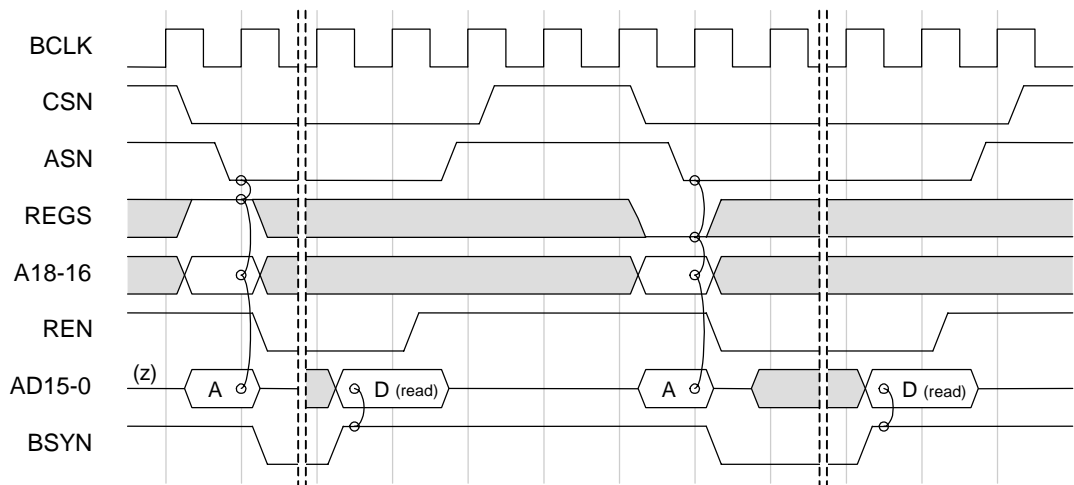 BCLK
CSN
ASN
REGS
A18-16
REN
AD15-0 (z) A D (read) A D (read)
BSYN